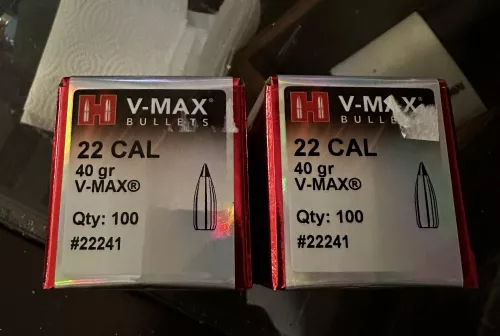 H V-MAX®
BULLETS
22 CAL
40 gr
V-MAX®
Qty: 100
#22241
H V-MAX
BULLETS
22 CAL
40 gr
V-MAX®
Qty: 100
#22241